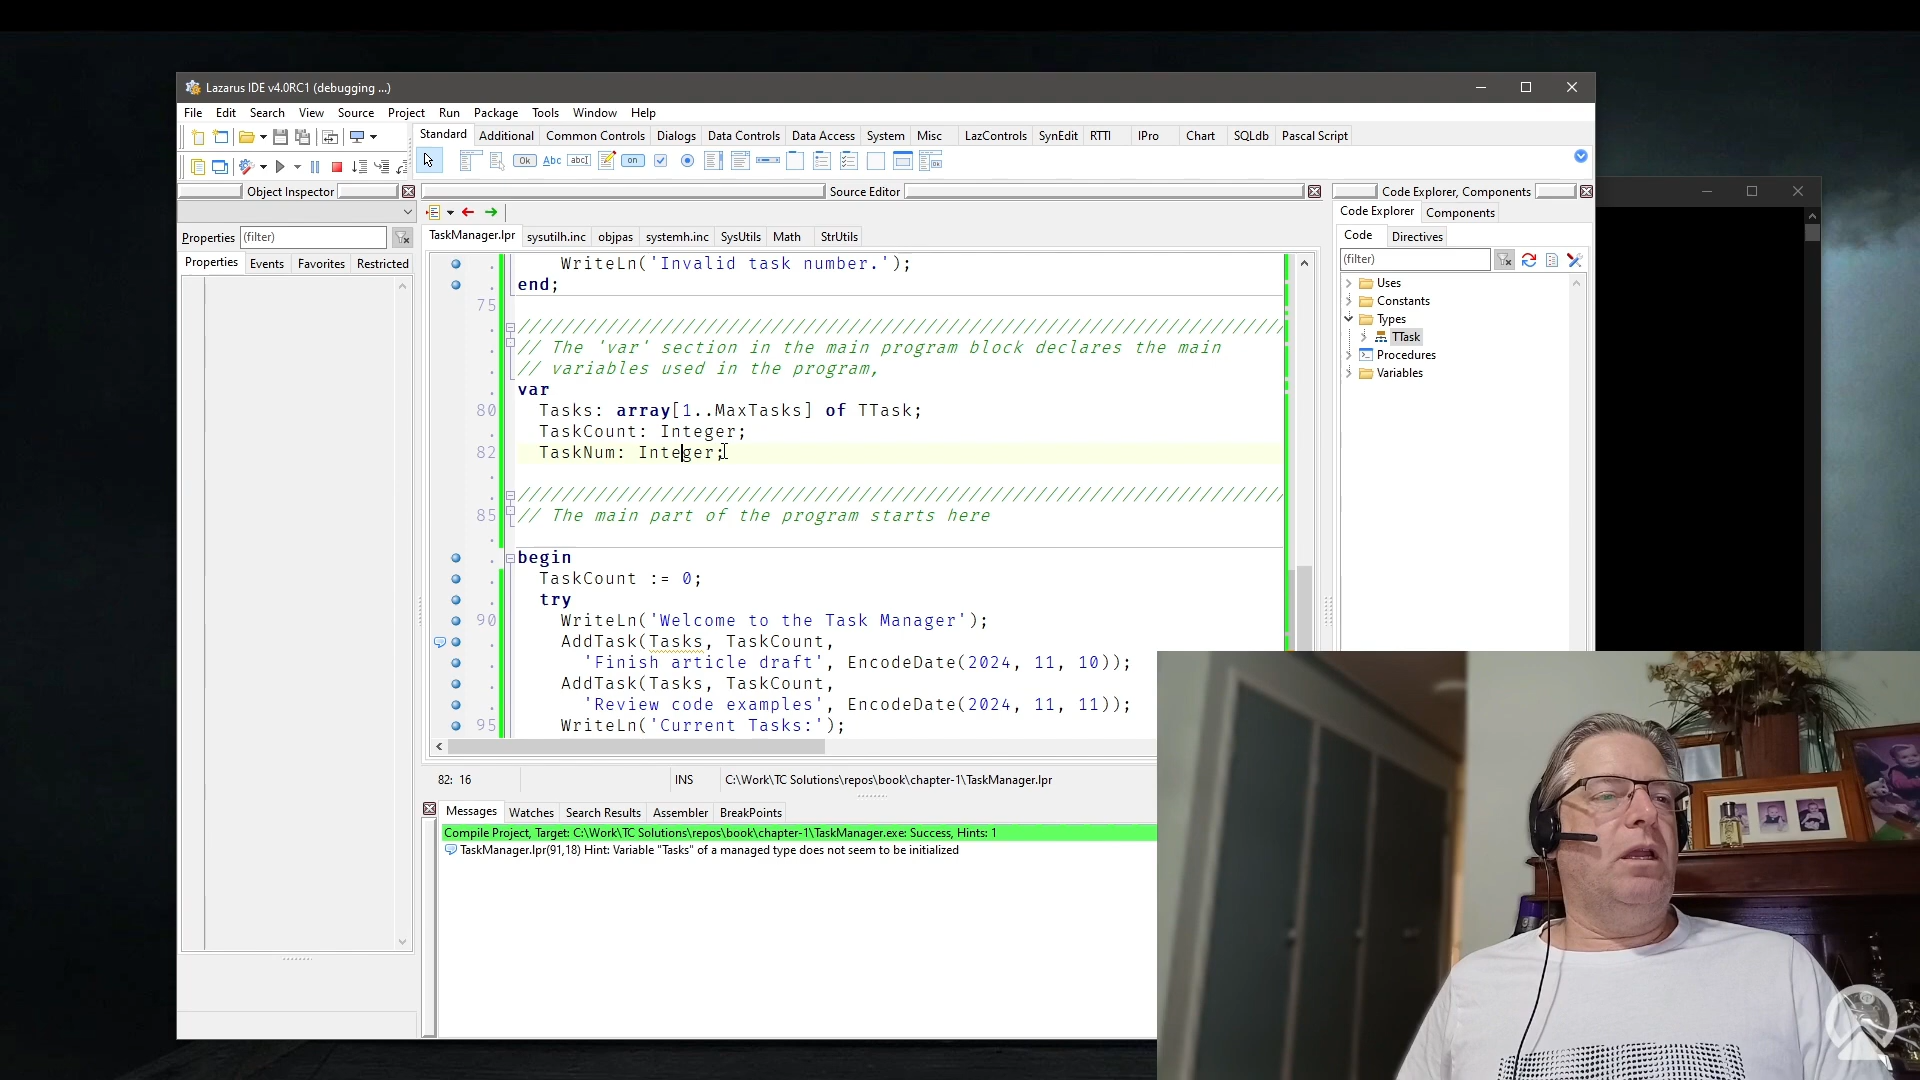 Lazarus IDE v4.0RC1 (debugging ...)
File Edit Search View Source Project Run Package Tools Window Help
Standard Additional Common Controls Dialogs Data Controls Data Access System Misc LazControls SynEdit RTTI IPro Chart SQLdb Pascal Script
Ok Abc abcI on
Object Inspector
Source Editor
Code Explorer, Components
Code Explorer Components
Properties (filter)
TaskManager.lpr sysutilh.inc objpas systemh.inc SysUtils Math StrUtils
Code Directives
Properties Events Favorites Restricted
(filter)
WriteLn('Invalid task number.');
end;
75
////////////////////////////////////////////////////////////////////////
// The 'var' section in the main program block declares the main
// variables used in the program,
var
80 Tasks: array[1..MaxTasks] of TTask;
TaskCount: Integer;
82 TaskNum: Integer;
////////////////////////////////////////////////////////////////////////
85 // The main part of the program starts here
begin
TaskCount := 0;
try
90 WriteLn('Welcome to the Task Manager');
AddTask(Tasks, TaskCount,
'Finish article draft', EncodeDate(2024, 11, 10));
AddTask(Tasks, TaskCount,
'Review code examples', EncodeDate(2024, 11, 11));
95 WriteLn('Current Tasks:');
Uses
Constants
Types
TTask
Procedures
Variables
82: 16 INS C:\Work\TC Solutions\repos\book\chapter-1\TaskManager.lpr
Messages Watches Search Results Assembler BreakPoints
Compile Project, Target: C:\Work\TC Solutions\repos\book\chapter-1\TaskManager.exe: Success, Hints: 1
TaskManager.lpr(91,18) Hint: Variable "Tasks" of a managed type does not seem to be initialized